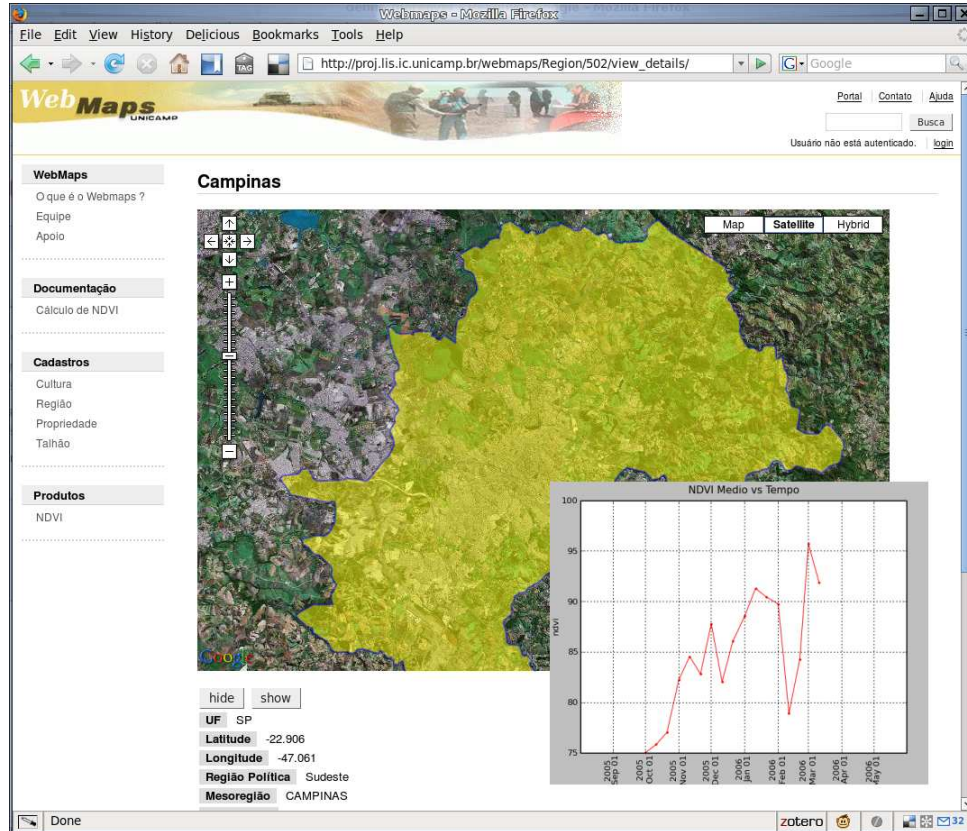 Webmaps - Mozilla Firefox
File Edit View History Delicious Bookmarks Tools Help
TAG
http://proj.lis.ic.unicamp.br/webmaps/Region/502/view_details/
G Google
Web Maps
UNICAMP
Portal Contato Ajuda
Busca
Usuário não está autenticado. login
WebMaps
O que é o Webmaps ?
Equipe
Apoio
Documentação
Cálculo de NDVI
Cadastros
Cultura
Região
Propriedade
Talhão
Produtos
NDVI
Campinas
Map Satellite Hybrid
Google
NDVI Medio vs Tempo
100
95
90
85
80
75
ndvi
2005 Sep 01
2005 Oct 01
2005 Nov 01
2005 Dec 01
2006 Jan 01
2006 Feb 01
2006 Mar 01
2006 Apr 01
2006 May 01
hide show
UF SP
Latitude -22.906
Longitude -47.061
Região Política Sudeste
Mesoregião CAMPINAS
Done
zotero
32